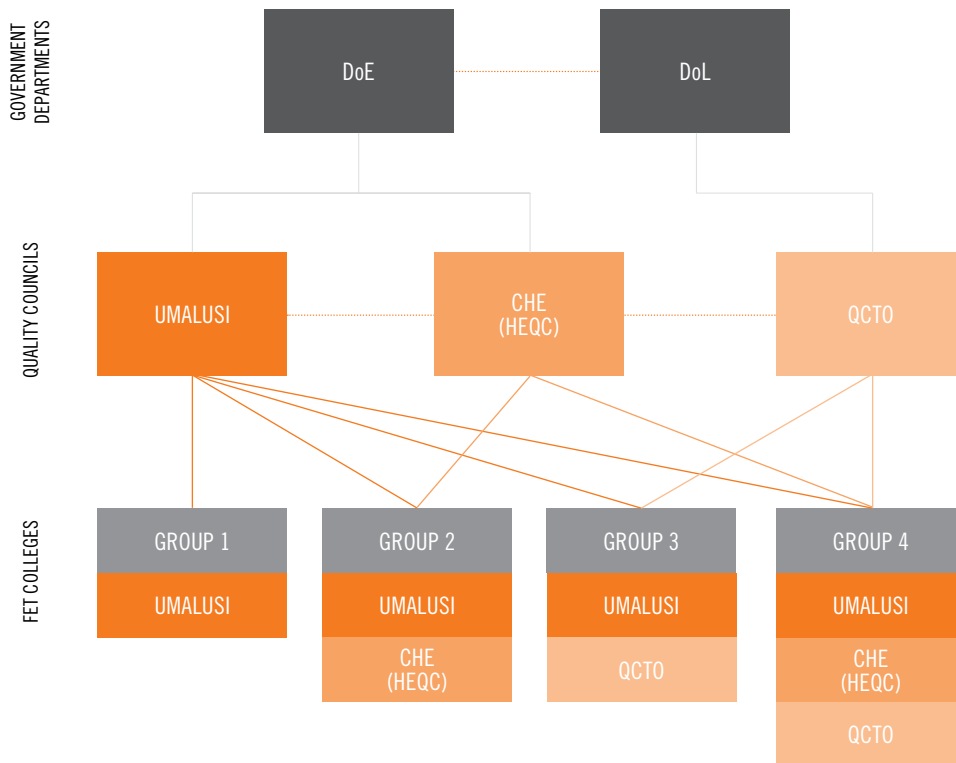 GOVERNMENT
DEPARTMENTS
DoE
DoL
QUALITY COUNCILS
UMALUSI
CHE
(HEQC)
QCTO
FET COLLEGES
GROUP 1
UMALUSI
GROUP 2
UMALUSI
CHE
(HEQC)
GROUP 3
UMALUSI
QCTO
GROUP 4
UMALUSI
CHE
(HEQC)
QCTO